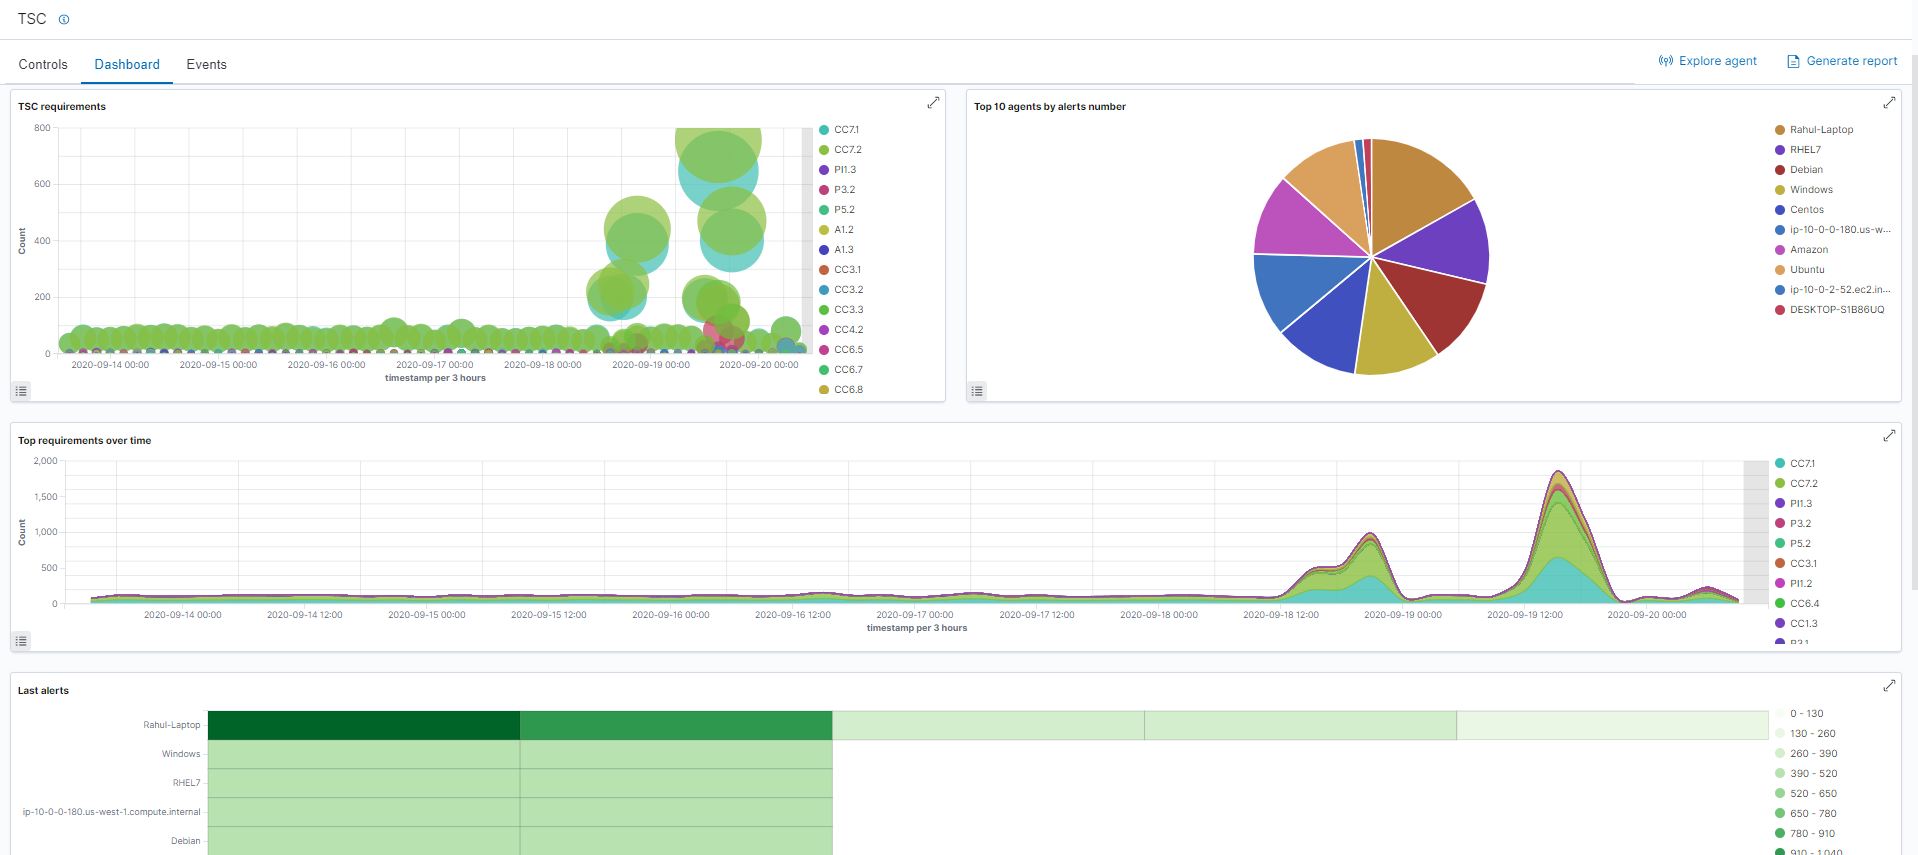 TSC
Controls
Dashboard
Events
Explore agent
Generate report
TSC requirements
800
600
400
200
0
Count
2020-09-14 00:00
2020-09-15 00:00
2020-09-16 00:00
2020-09-17 00:00
2020-09-18 00:00
2020-09-19 00:00
2020-09-20 00:00
timestamp per 3 hours
CC7.1
CC7.2
PI1.3
P3.2
P5.2
A1.2
A1.3
CC3.1
CC3.2
CC3.3
CC4.2
CC6.5
CC6.7
CC6.8
Top 10 agents by alerts number
Rahul-Laptop
RHEL7
Debian
Windows
Centos
ip-10-0-0-180.us-w...
Amazon
Ubuntu
ip-10-0-2-52.ec2.in...
DESKTOP-S1B86UQ
Top requirements over time
2,000
1,500
1,000
500
0
Count
2020-09-14 00:00
2020-09-14 12:00
2020-09-15 00:00
2020-09-15 12:00
2020-09-16 00:00
2020-09-16 12:00
2020-09-17 00:00
2020-09-17 12:00
2020-09-18 00:00
2020-09-18 12:00
2020-09-19 00:00
2020-09-19 12:00
2020-09-20 00:00
timestamp per 3 hours
CC7.1
CC7.2
PI1.3
P3.2
P5.2
CC3.1
PI1.2
CC6.4
CC1.3
P3.1
Last alerts
Rahul-Laptop
Windows
RHEL7
ip-10-0-0-180.us-west-1.compute.internal
Debian
0 - 130
130 - 260
260 - 390
390 - 520
520 - 650
650 - 780
780 - 910
910 - 1,040